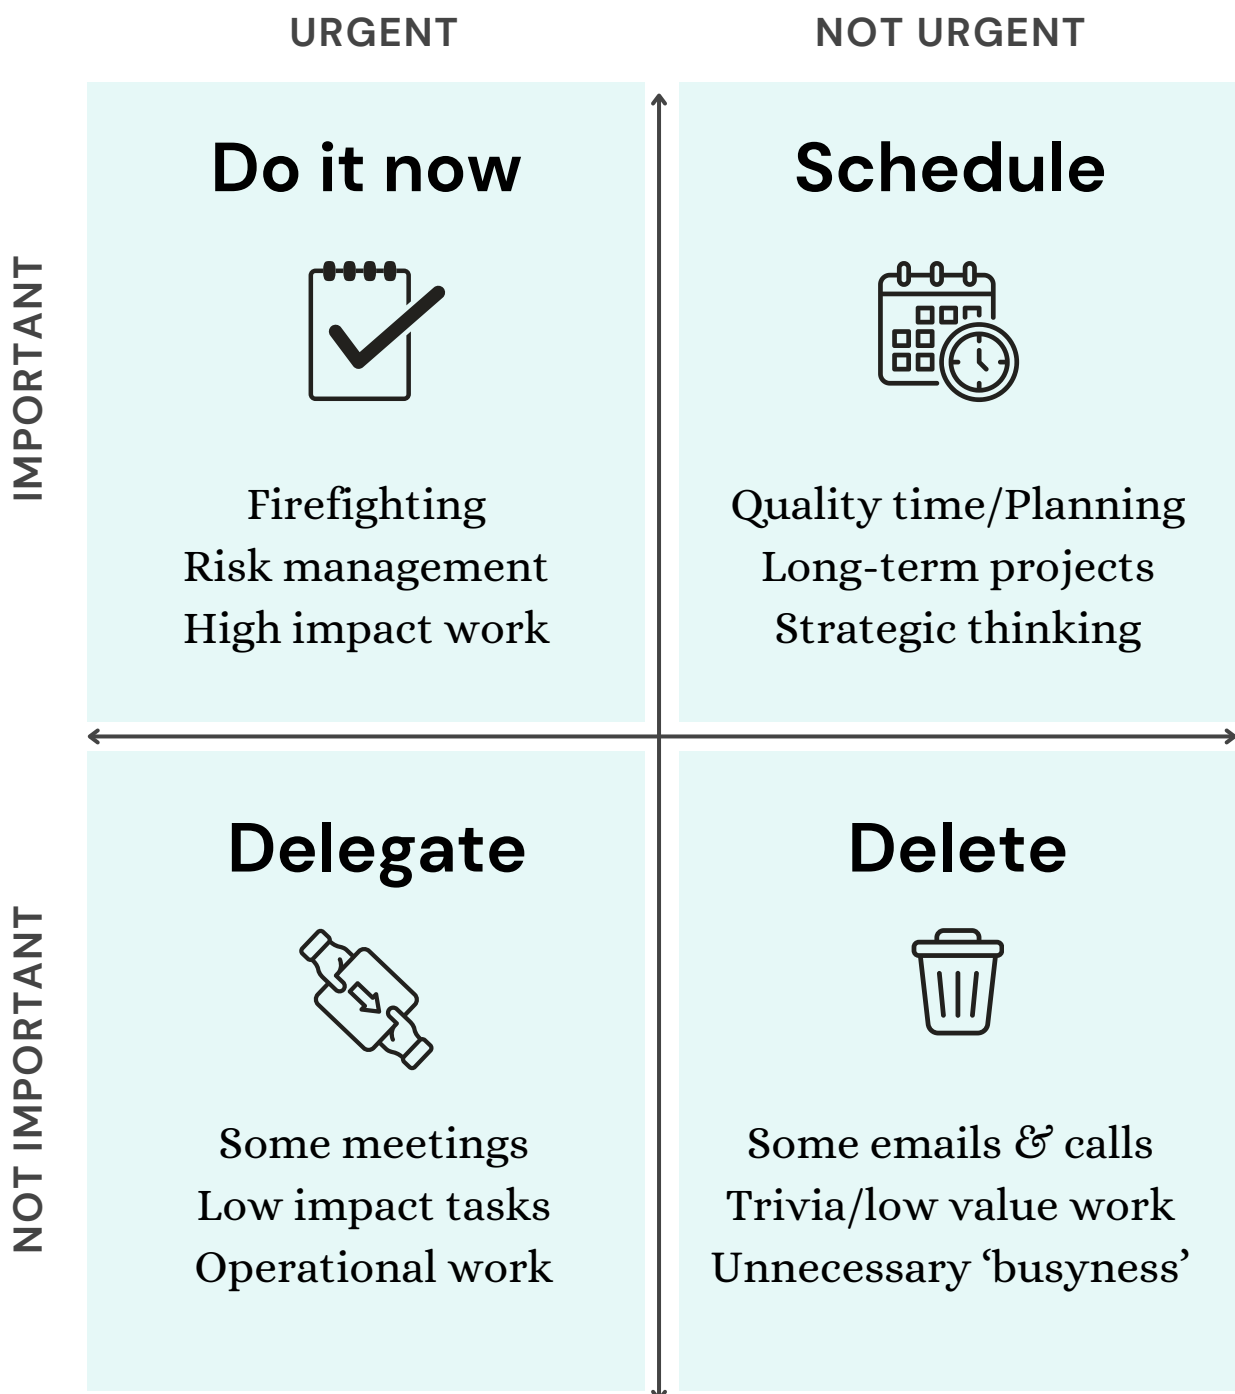 URGENT
NOT URGENT
IMPORTANT
Do it now
Firefighting
Risk management
High impact work
Schedule
Quality time/Planning
Long-term projects
Strategic thinking
NOT IMPORTANT
Delegate
Some meetings
Low impact tasks
Operational work
Delete
Some emails & calls
Trivia/low value work
Unnecessary ‘busyness’